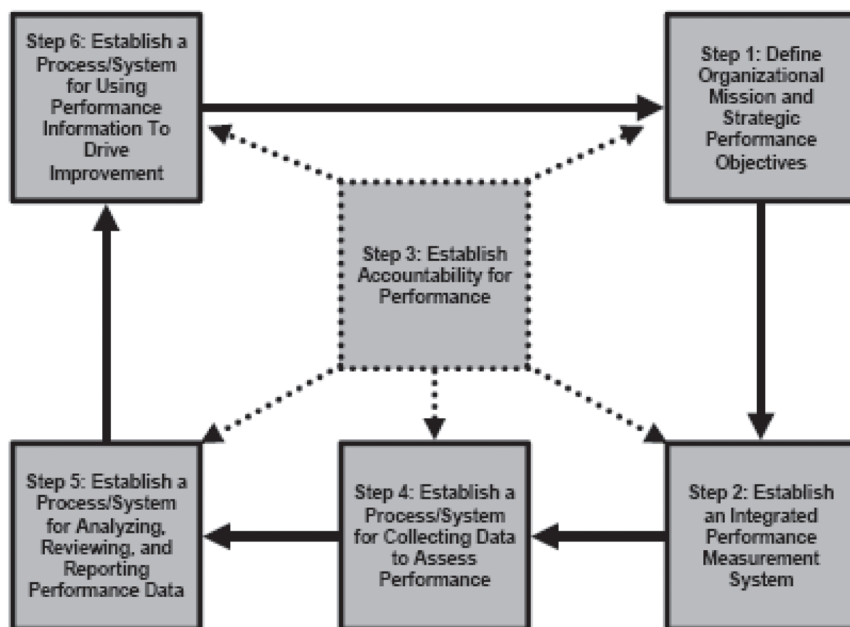 Step 6: Establish a
Process/System
for Using
Performance
Information To
Drive
Improvement
Step 1: Define
Organizational
Mission and
Strategic
Performance
Objectives
Step 3: Establish
Accountability for
Performance
Step 5: Establish a
Process/System
for Analyzing,
Reviewing, and
Reporting
Performance Data
Step 4: Establish a
Process/System
for Collecting Data
to Assess
Performance
Step 2: Establish
an Integrated
Performance
Measurement
System